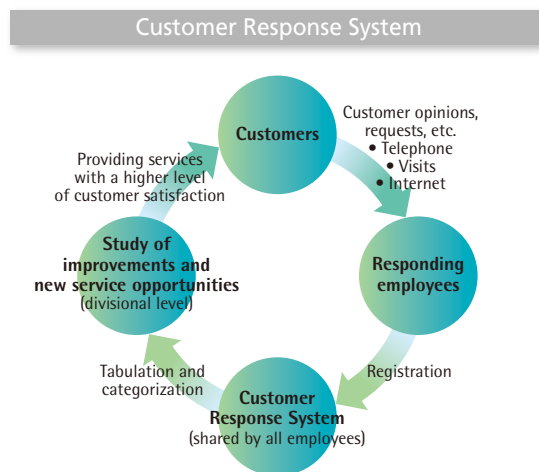 Customer Response System
Customers
Customer opinions,
requests, etc.
• Telephone
• Visits
• Internet
Responding
employees
Registration
Customer
Response System
(shared by all employees)
Tabulation and
categorization
Study of
improvements and
new service opportunities
(divisional level)
Providing services
with a higher level
of customer satisfaction